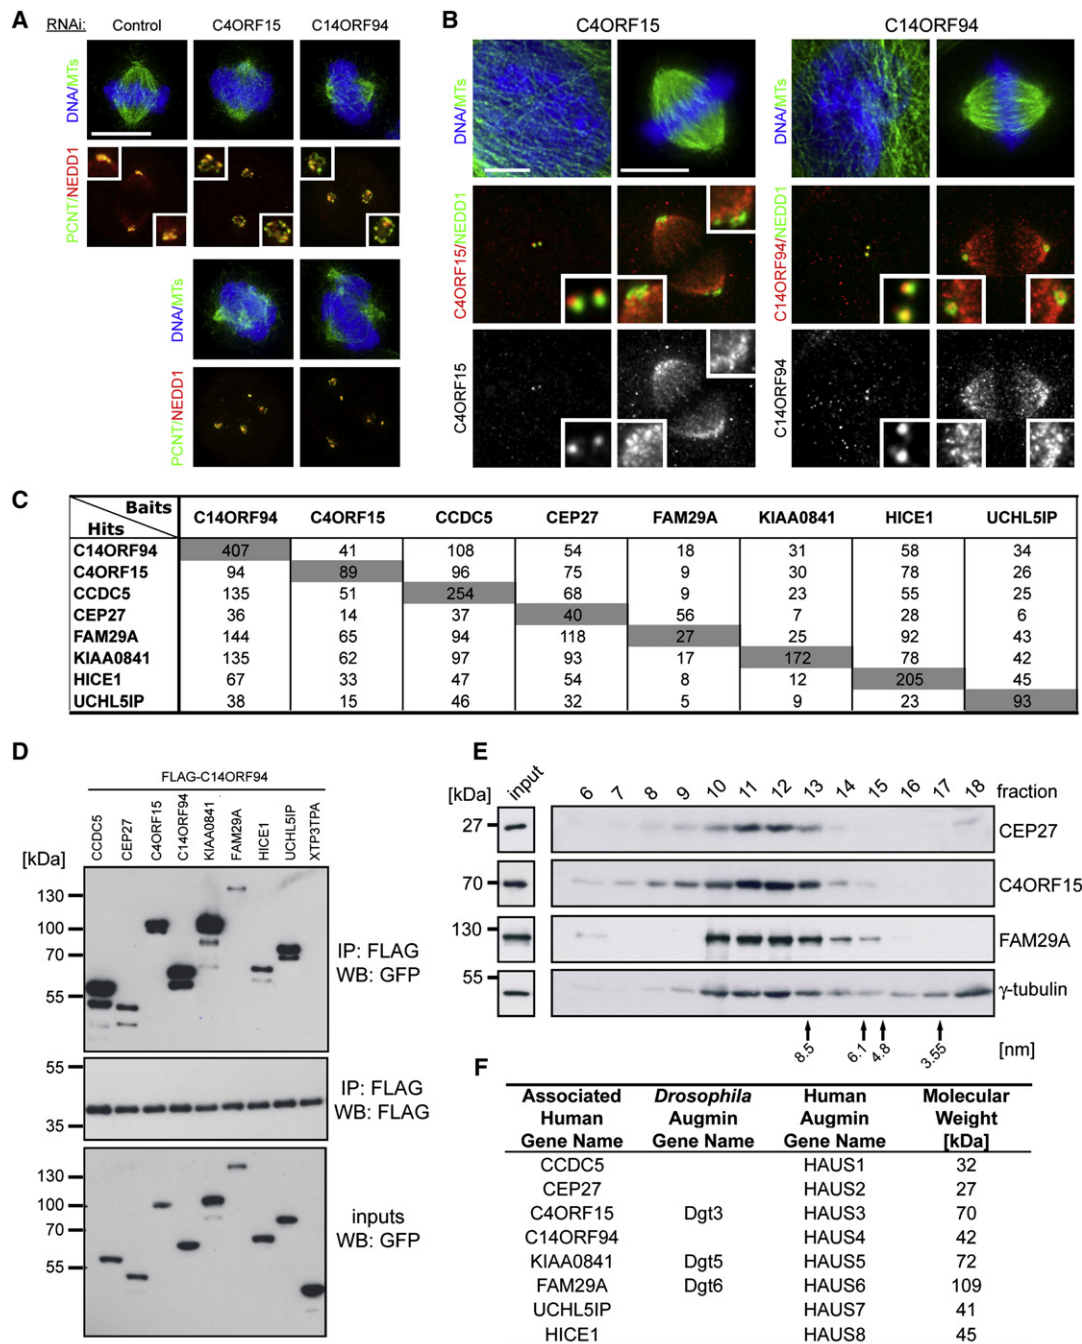 A
RNAi:
Control
C4ORF15
C14ORF94
DNA/MTs
PCNT/NEDD1
DNA/MTs
PCNT/NEDD1
B
C4ORF15
C14ORF94
DNA/MTs
C4ORF15/NEDD1
C4ORF15
DNA/MTs
C14ORF94/NEDD1
C14ORF94
C
Baits
Hits
C14ORF94 C4ORF15 CCDC5 CEP27 FAM29A KIAA0841 HICE1 UCHL5IP
C14ORF94 407 41 108 54 18 31 58 34
C4ORF15 94 89 96 75 9 30 78 26
CCDC5 135 51 254 68 9 23 55 25
CEP27 36 14 37 40 56 7 28 6
FAM29A 144 65 94 118 27 25 92 43
KIAA0841 135 62 97 93 17 172 78 42
HICE1 67 33 47 54 8 12 205 45
UCHL5IP 38 15 46 32 5 9 23 93
D
FLAG-C14ORF94
CCDC5
CEP27
C4ORF15
C14ORF94
KIAA0841
FAM29A
HICE1
UCHL5IP
XTP3TPA
[kDa]
130
100
70
55
IP: FLAG
WB: GFP
55
35
IP: FLAG
WB: FLAG
130
100
70
55
inputs
WB: GFP
E
[kDa]
input
6 7 8 9 10 11 12 13 14 15 16 17 18
fraction
27
CEP27
70
C4ORF15
130
FAM29A
55
γ-tubulin
8.5 6.1 4.8 3.55
[nm]
F
Associated Drosophila Human Molecular
Human Augmin Augmin Weight
Gene Name Gene Name Gene Name [kDa]
CCDC5 HAUS1 32
CEP27 HAUS2 27
C4ORF15 Dgt3 HAUS3 70
C14ORF94 HAUS4 42
KIAA0841 Dgt5 HAUS5 72
FAM29A Dgt6 HAUS6 109
UCHL5IP HAUS7 41
HICE1 HAUS8 45